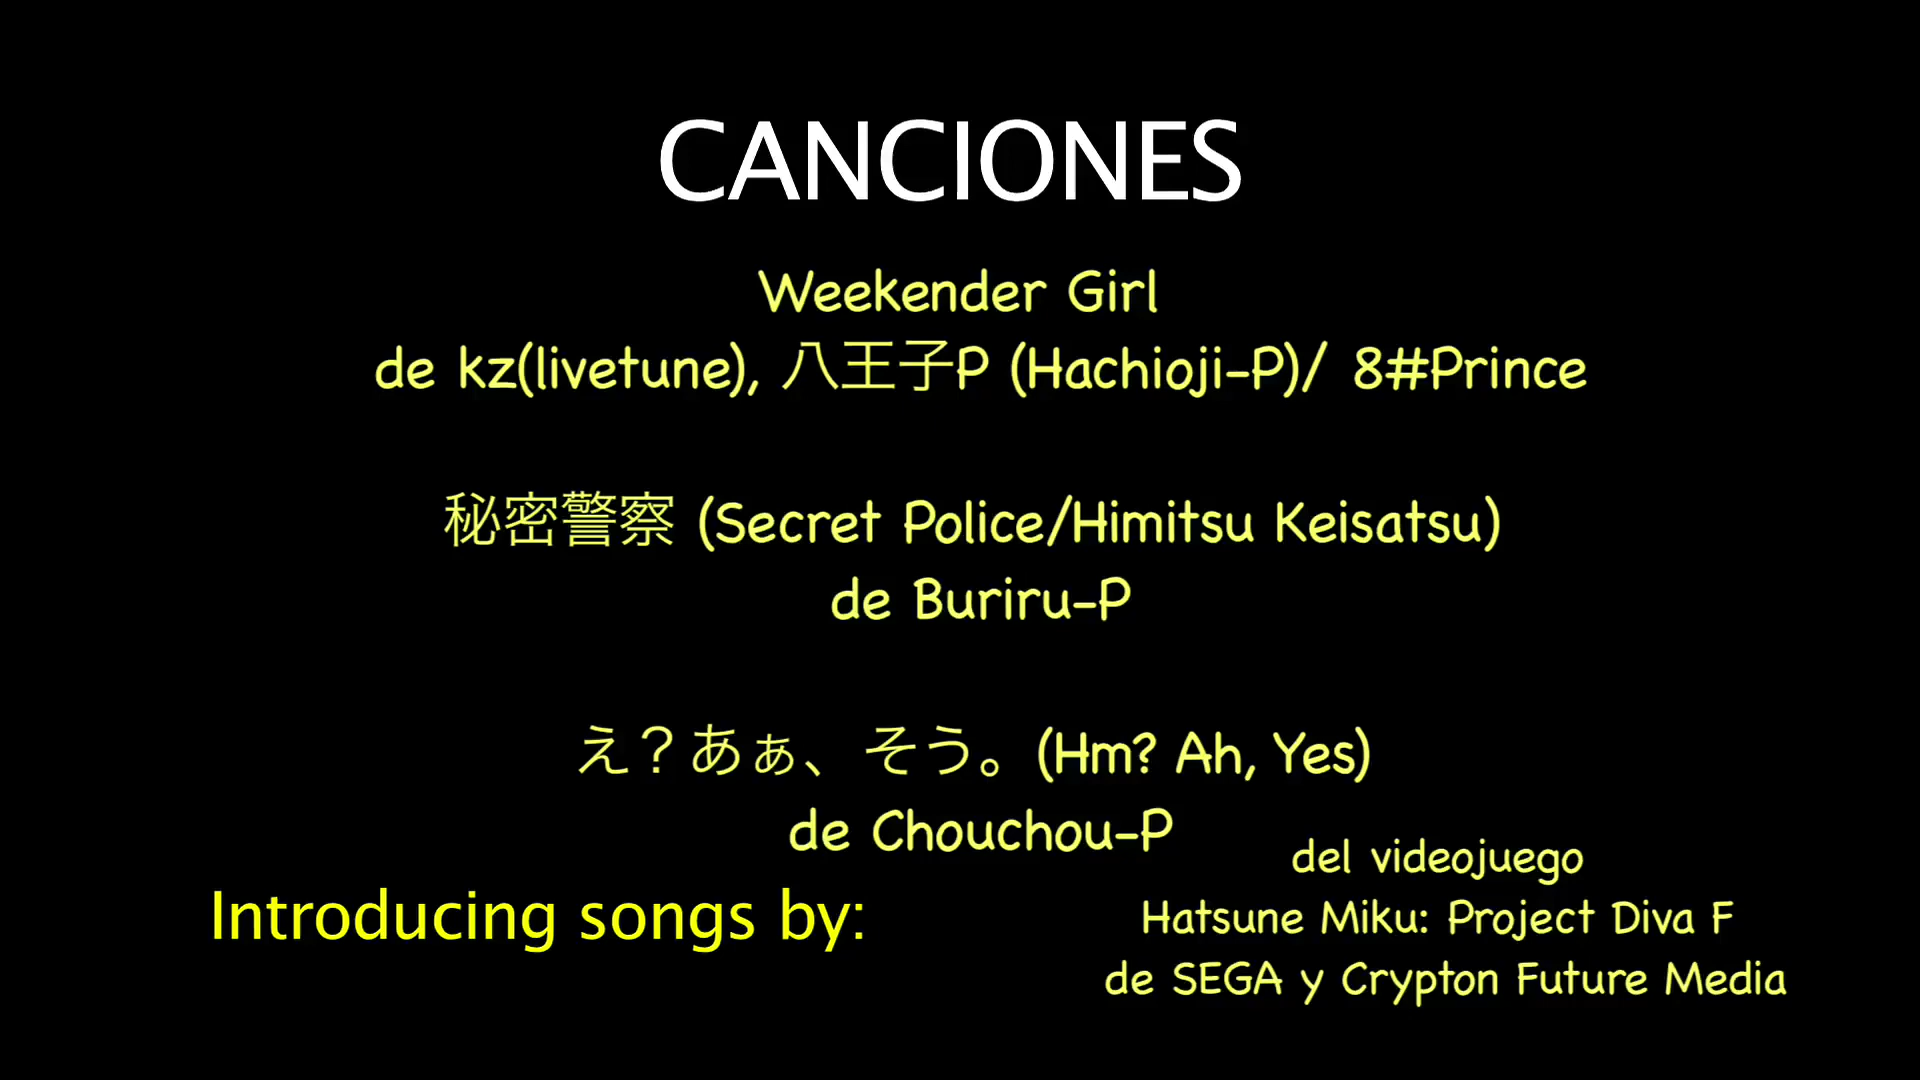 CANCIONES
Weekender Girl
de kz(livetune), 八王子P (Hachioji-P)/ 8#Prince
秘密警察 (Secret Police/Himitsu Keisatsu)
de Buriru-P
え？あぁ、そう。(Hm? Ah, Yes)
de Chouchou-P
Introducing songs by:
del videojuego
Hatsune Miku: Project Diva F
de SEGA y Crypton Future Media